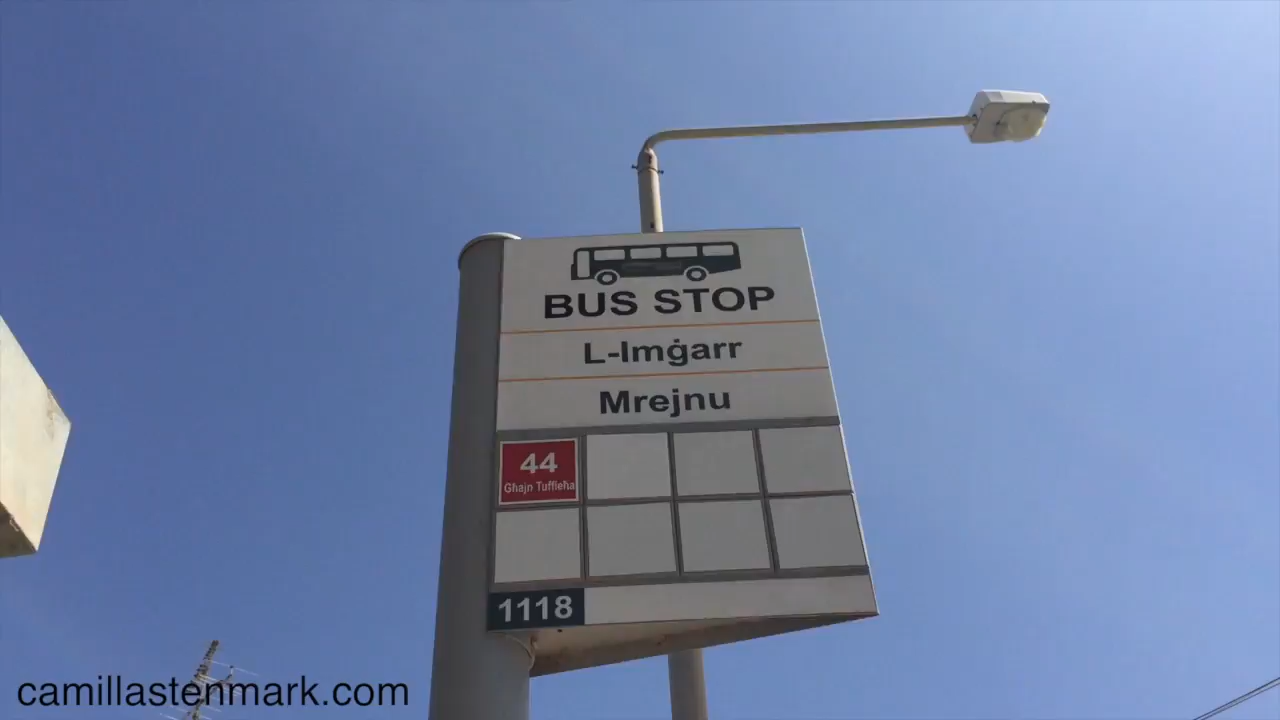 BUS STOP
L-Imġarr
Mrejnu
44
Għajn Tuffieħa
1118
camillastenmark.com